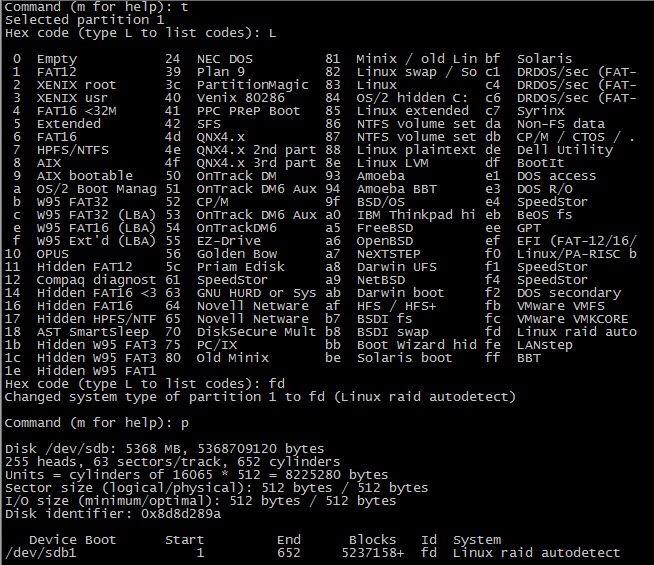 Command (m for help): t
Selected partition 1
Hex code (type L to list codes): L

 0  Empty           24  NEC DOS         81  Minix / old Lin bf  Solaris
 1  FAT12           39  Plan 9          82  Linux swap / So c1  DRDOS/sec (FAT-
 2  XENIX root      3c  PartitionMagic  83  Linux           c4  DRDOS/sec (FAT-
 3  XENIX usr       40  Venix 80286     84  OS/2 hidden C:  c6  DRDOS/sec (FAT-
 4  FAT16 <32M      41  PPC PReP Boot   85  Linux extended  c7  Syrinx
 5  Extended        42  SFS             86  NTFS volume set da  Non-FS data
 6  FAT16           4d  QNX4.x          87  NTFS volume set db  CP/M / CTOS / .
 7  HPFS/NTFS       4e  QNX4.x 2nd part 88  Linux plaintext de  Dell Utility
 8  AIX             4f  QNX4.x 3rd part 8e  Linux LVM       df  BootIt
 9  AIX bootable    50  OnTrack DM      93  Amoeba          e1  DOS access
 a  OS/2 Boot Manag 51  OnTrack DM6 Aux 94  Amoeba BBT      e3  DOS R/O
 b  W95 FAT32       52  CP/M            9f  BSD/OS          e4  SpeedStor
 c  W95 FAT32 (LBA) 53  OnTrack DM6 Aux a0  IBM Thinkpad hi eb  BeOS fs
 e  W95 FAT16 (LBA) 54  OnTrackDM6      a5  FreeBSD         ee  GPT
 f  W95 Ext'd (LBA) 55  EZ-Drive        a6  OpenBSD         ef  EFI (FAT-12/16/
10  OPUS            56  Golden Bow      a7  NeXTSTEP        f0  Linux/PA-RISC b
11  Hidden FAT12    5c  Priam Edisk     a8  Darwin UFS      f1  SpeedStor
12  Compaq diagnost 61  SpeedStor       a9  NetBSD          f4  SpeedStor
14  Hidden FAT16 <3 63  GNU HURD or Sys ab  Darwin boot     f2  DOS secondary
16  Hidden FAT16    64  Novell Netware  af  HFS / HFS+      fb  VMware VMFS
17  Hidden HPFS/NTF 65  Novell Netware  b7  BSDI fs         fc  VMware VMKCORE
18  AST SmartSleep  70  DiskSecure Mult b8  BSDI swap       fd  Linux raid auto
1b  Hidden W95 FAT3 75  PC/IX           bb  Boot Wizard hid fe  LANstep
1c  Hidden W95 FAT3 80  Old Minix       be  Solaris boot    ff  BBT
1e  Hidden W95 FAT1
Hex code (type L to list codes): fd
Changed system type of partition 1 to fd (Linux raid autodetect)

Command (m for help): p

Disk /dev/sdb: 5368 MB, 5368709120 bytes
255 heads, 63 sectors/track, 652 cylinders
Units = cylinders of 16065 * 512 = 8225280 bytes
Sector size (logical/physical): 512 bytes / 512 bytes
I/O size (minimum/optimal): 512 bytes / 512 bytes
Disk identifier: 0x8d8d289a

   Device Boot      Start         End      Blocks   Id  System
/dev/sdb1               1         652     5237158+  fd  Linux raid autodetect